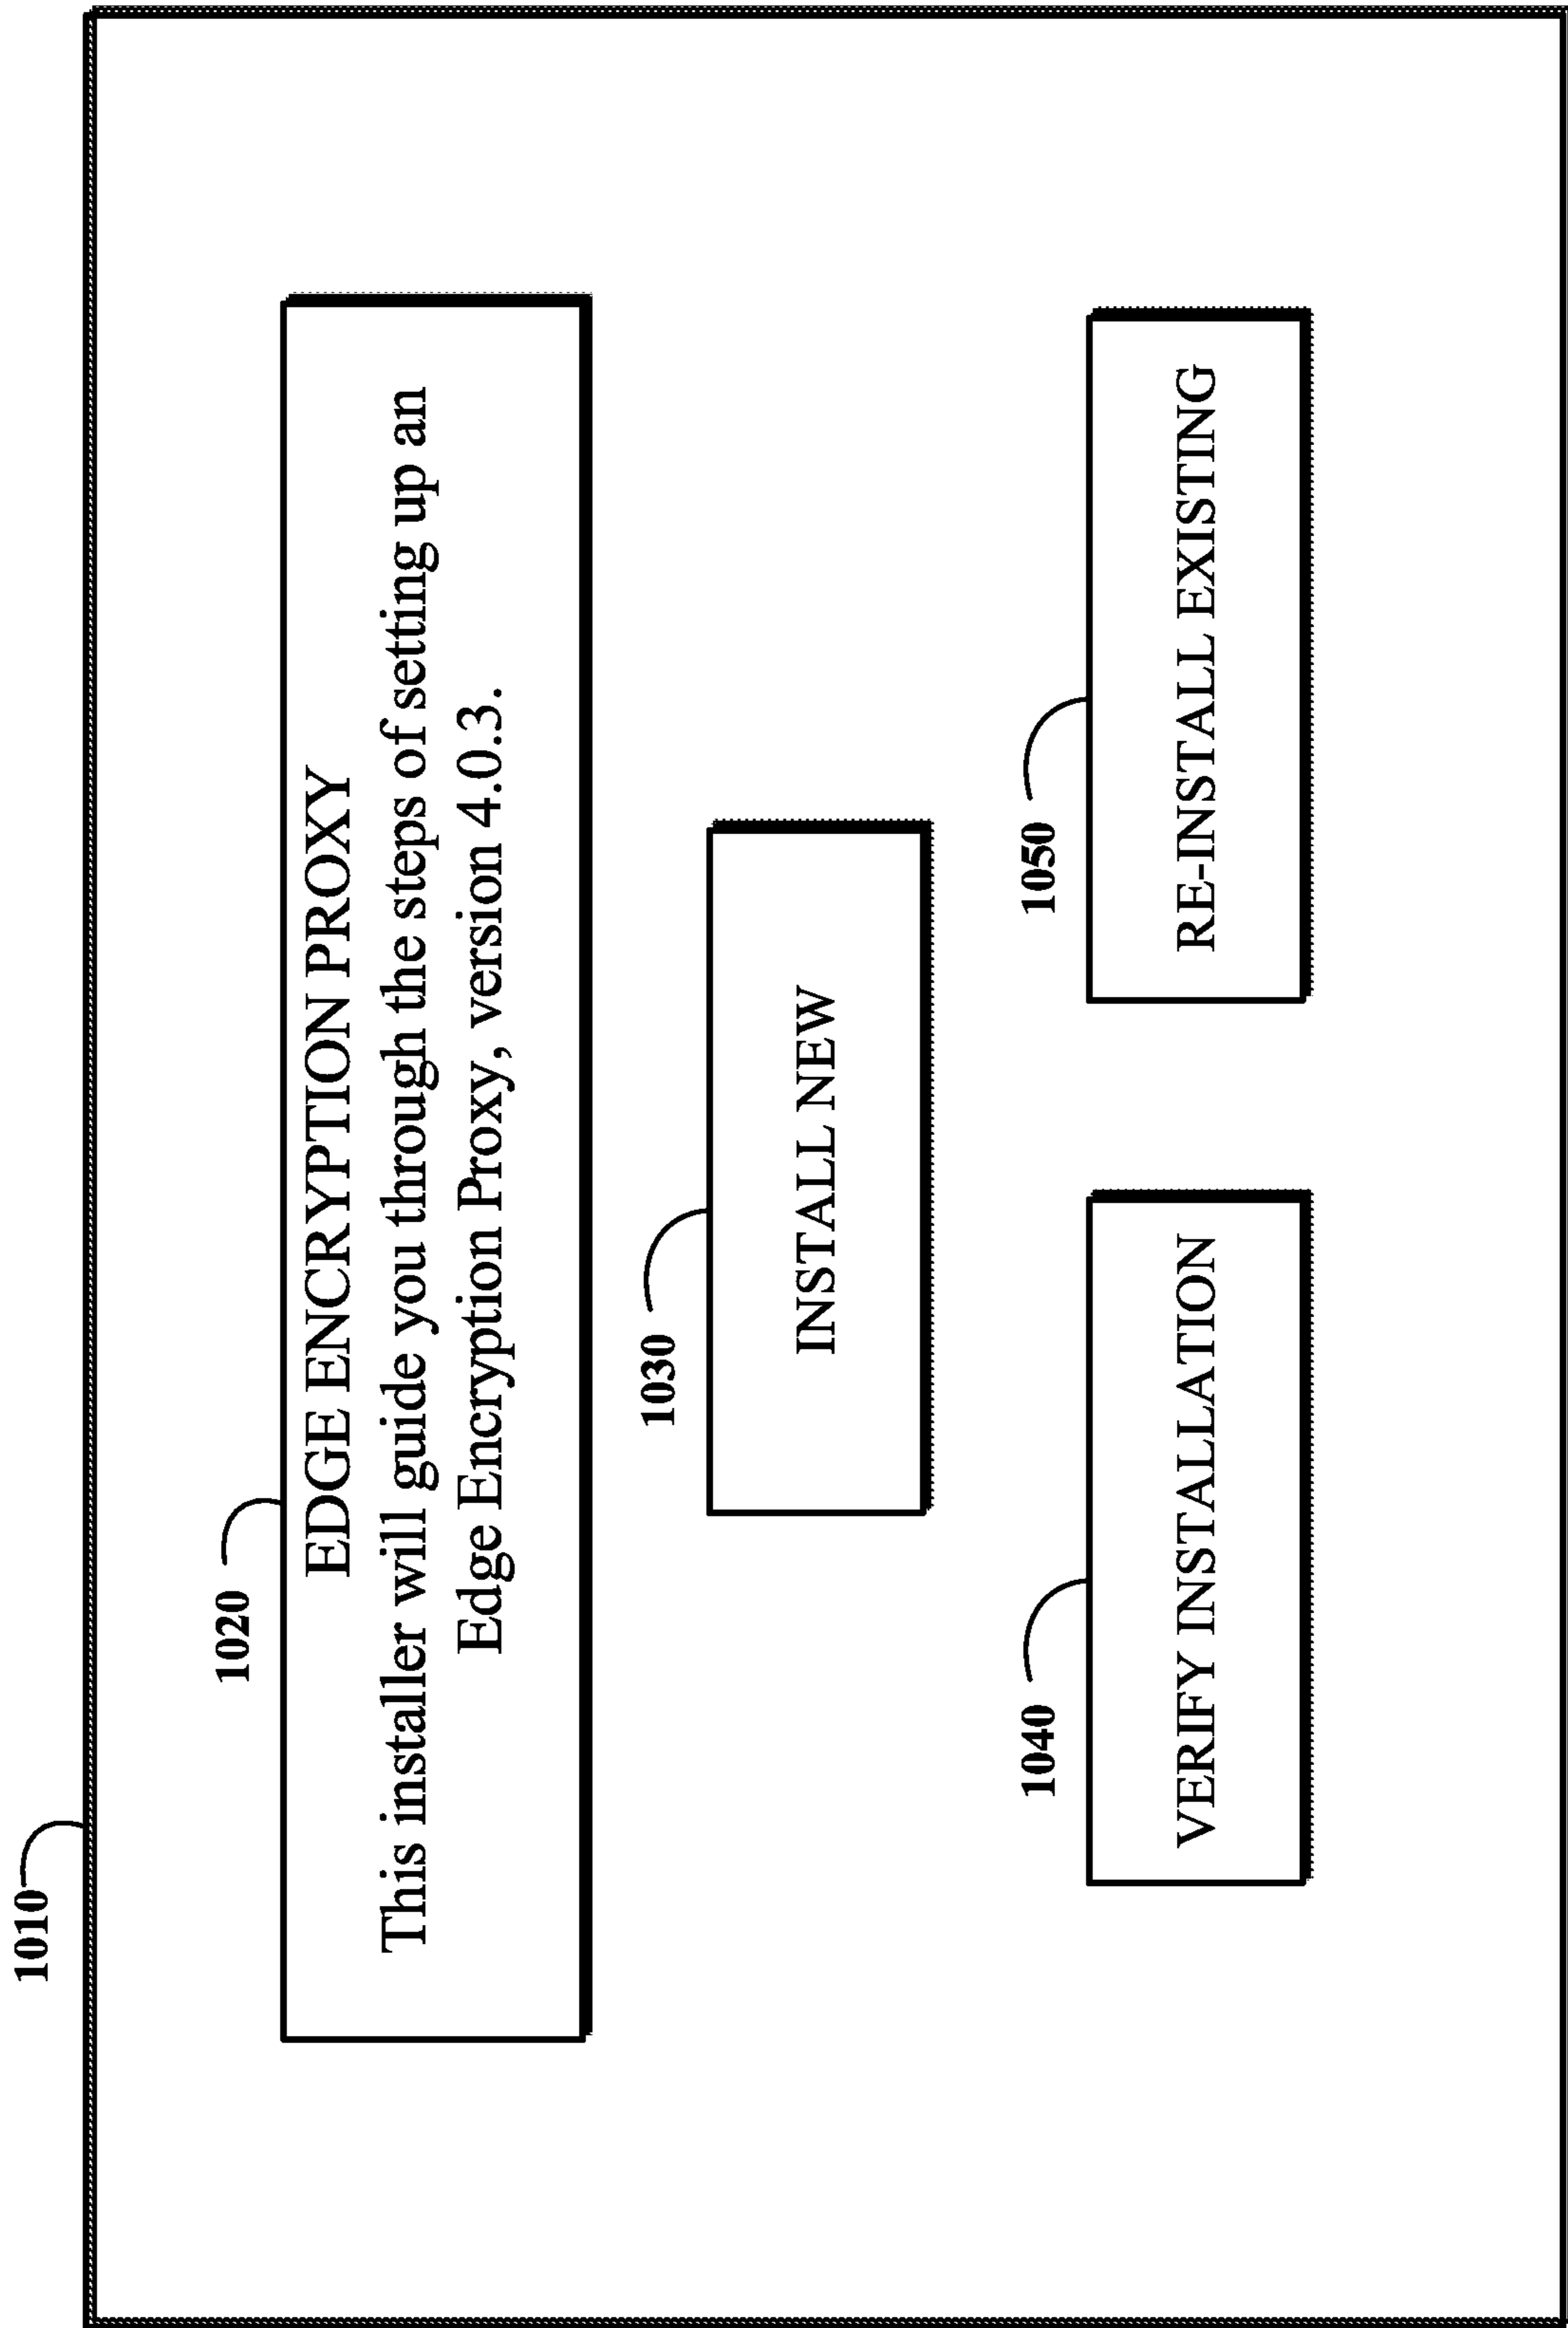 1010
1020
EDGE ENCRYPTION PROXY
This installer will guide you through the steps of setting up an
Edge Encryption Proxy, version 4.0.3.
1030
INSTALL NEW
1040
VERIFY INSTALLATION
1050
RE-INSTALL EXISTING